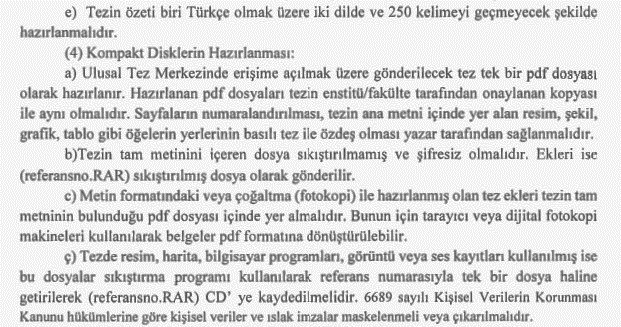 e) Tezin özeti biri Türkçe olmak üzere iki dilde ve 250 kelimeyi geçmeyecek şekilde
hazırlanmalıdır.
(4) Kompakt Disklerin Hazırlanması:
a) Ulusal Tez Merkezinde erişime açılmak üzere gönderilecek tez tek bir pdf dosyası
olarak hazırlanır. Hazırlanan pdf dosyaları tezin enstitü/fakülte tarafından onaylanan kopyası
ile aynı olmalıdır. Sayfaların numaralandırılması, tezin ana metni içinde yer alan resim, şekil,
grafik, tablo gibi öğelerin yerlerinin basılı tez ile özdeş olması yazar tarafından sağlanmalıdır.
b)Tezin tam metinini içeren dosya sıkıştırılmamış ve şifresiz olmalıdır. Ekleri ise
(referansno.RAR) sıkıştırılmış dosya olarak gönderilir.
c) Metin formatındaki veya çoğaltma (fotokopi) ile hazırlanmış olan tez ekleri tezin tam
metninin bulunduğu pdf dosyası içinde yer almalıdır. Bunun için tarayıcı veya dijital fotokopi
makineleri kullanılarak belgeler pdf formatına dönüştürülebilir.
ç) Tezde resim, harita, bilgisayar programları, görüntü veya ses kayıtları kullanılmış ise
bu dosyalar sıkıştırma programı kullanılarak referans numarasıyla tek bir dosya haline
getirilerek (referansno.RAR) CD' ye kaydedilmelidir. 6689 sayılı Kişisel Verilerin Korunması
Kanunu hükümlerine göre kişisel veriler ve ıslak imzalar maskelenmeli veya çıkarılmalıdır.